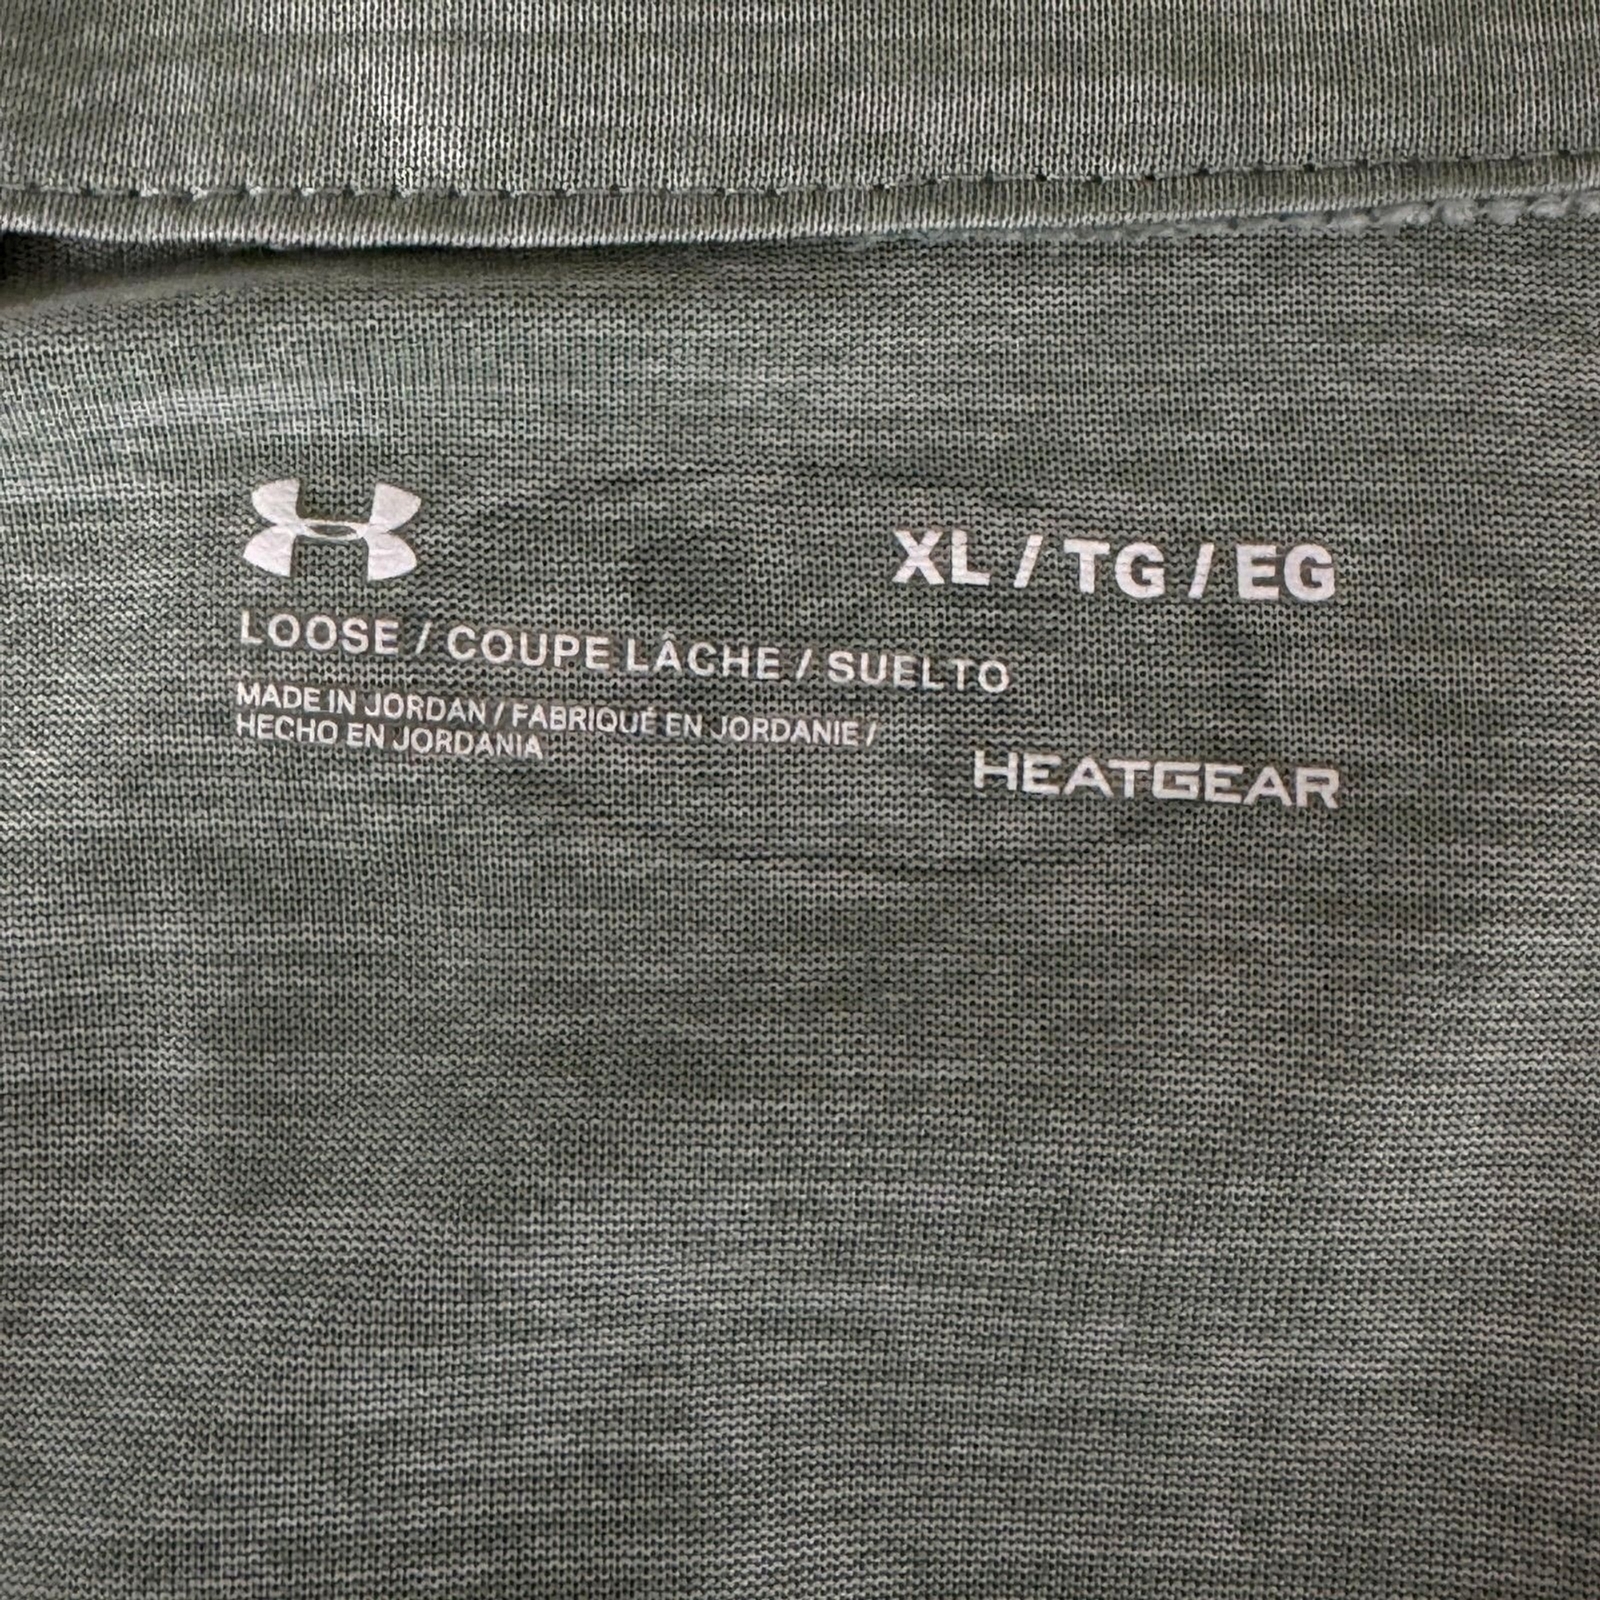 XL / TG / EG
LOOSE / COUPE LÂCHE / SUELTO
MADE IN JORDAN / FABRIQUÉ EN JORDANIE /
HECHO EN JORDANIA
HEATGEAR